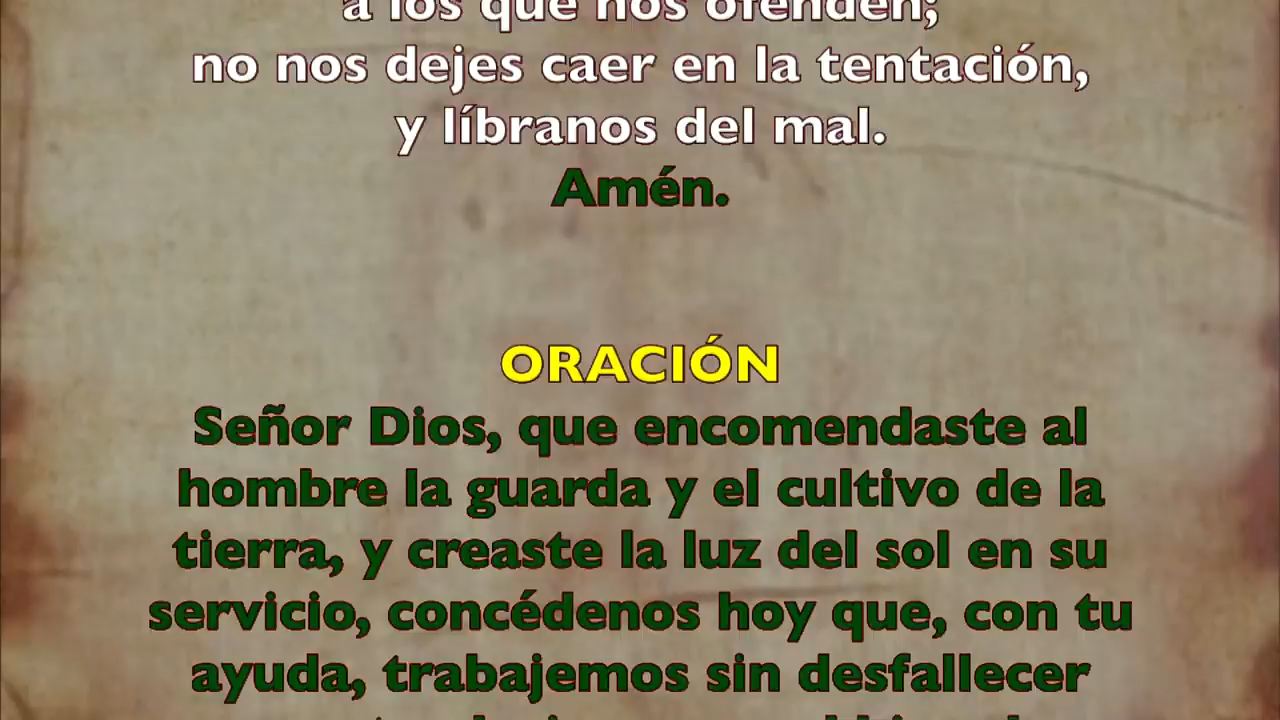 a los que nos ofenden;
no nos dejes caer en la tentación,
y líbranos del mal.
Amén.
ORACIÓN
Señor Dios, que encomendaste al
hombre la guarda y el cultivo de la
tierra, y creaste la luz del sol en su
servicio, concédenos hoy que, con tu
ayuda, trabajemos sin desfallecer